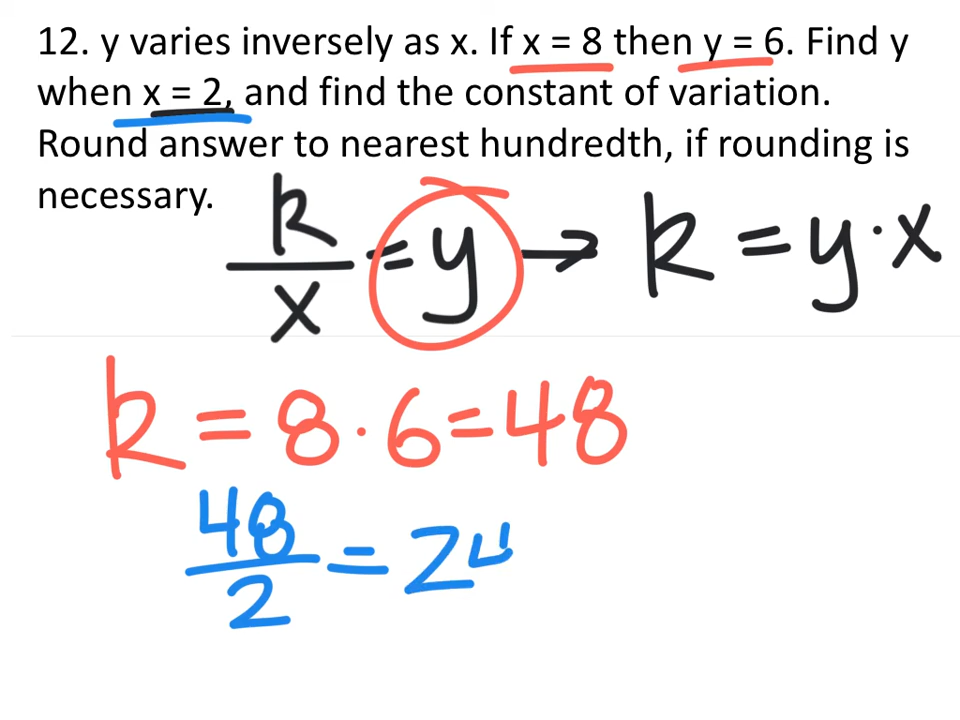 12. y varies inversely as x. If x = 8 then y = 6. Find y
when x = 2, and find the constant of variation.
Round answer to nearest hundredth, if rounding is
necessary.
k/x = y → k = y · x
k = 8 · 6 = 48
48/2 = 24